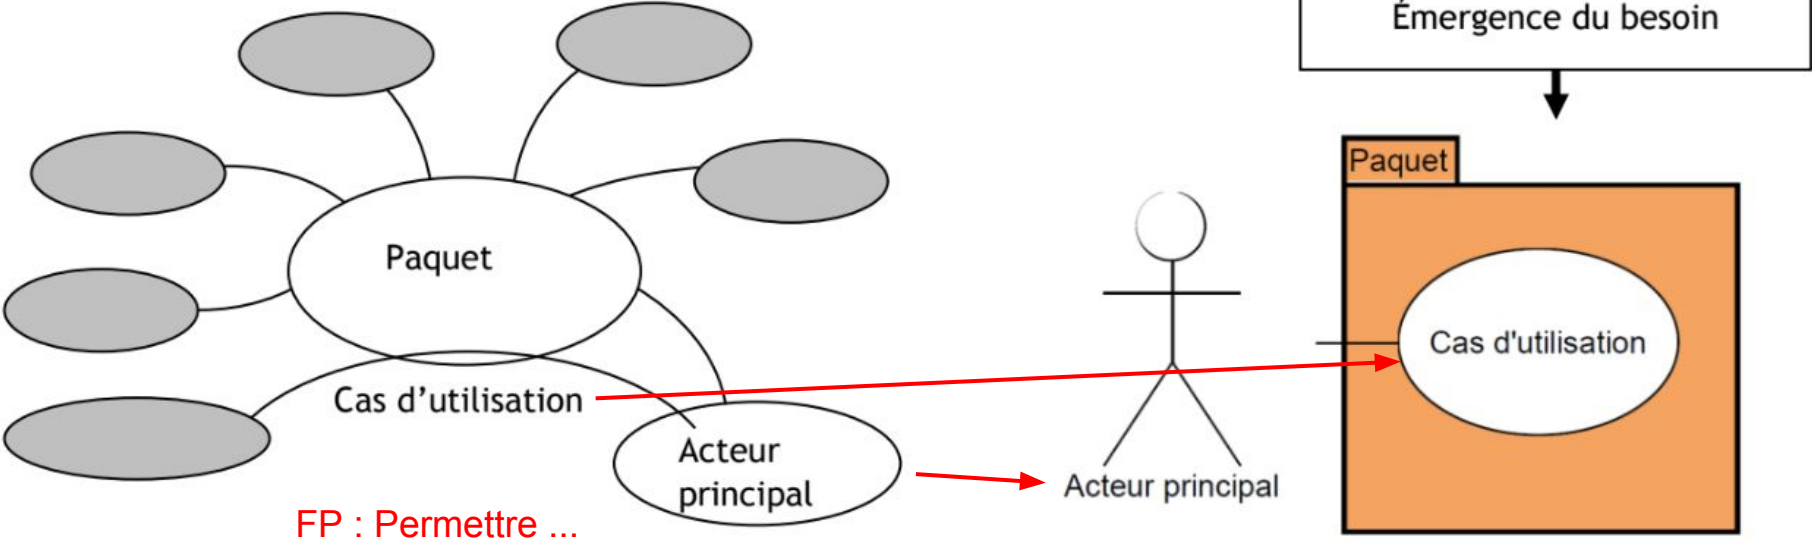 Émergence du besoin
Paquet
Paquet
Cas d'utilisation
Cas d’utilisation
Acteur
principal
Acteur principal
FP : Permettre ...